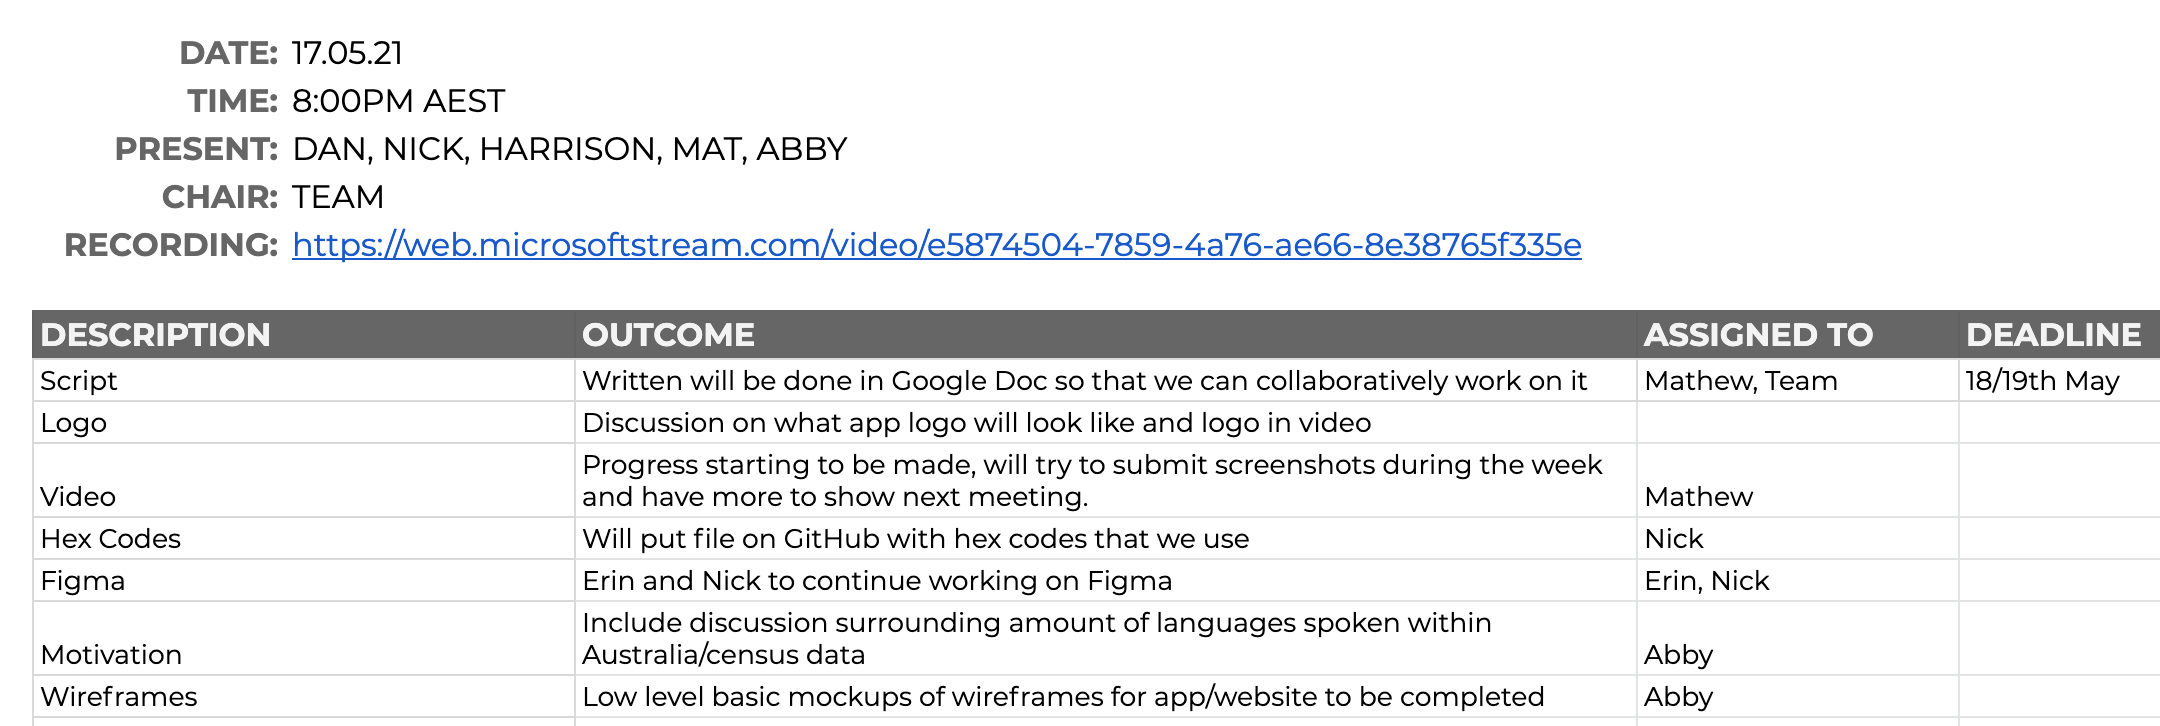 DATE: 17.05.21
TIME: 8:00PM AEST
PRESENT: DAN, NICK, HARRISON, MAT, ABBY
CHAIR: TEAM
RECORDING: https://web.microsoftstream.com/video/e5874504-7859-4a76-ae66-8e38765f335e
DESCRIPTION OUTCOME ASSIGNED TO DEADLINE
Script Written will be done in Google Doc so that we can collaboratively work on it Mathew, Team 18/19th May
Logo Discussion on what app logo will look like and logo in video
Progress starting to be made, will try to submit screenshots during the week
Video and have more to show next meeting. Mathew
Hex Codes Will put file on GitHub with hex codes that we use Nick
Figma Erin and Nick to continue working on Figma Erin, Nick
Include discussion surrounding amount of languages spoken within
Motivation Australia/census data Abby
Wireframes Low level basic mockups of wireframes for app/website to be completed Abby